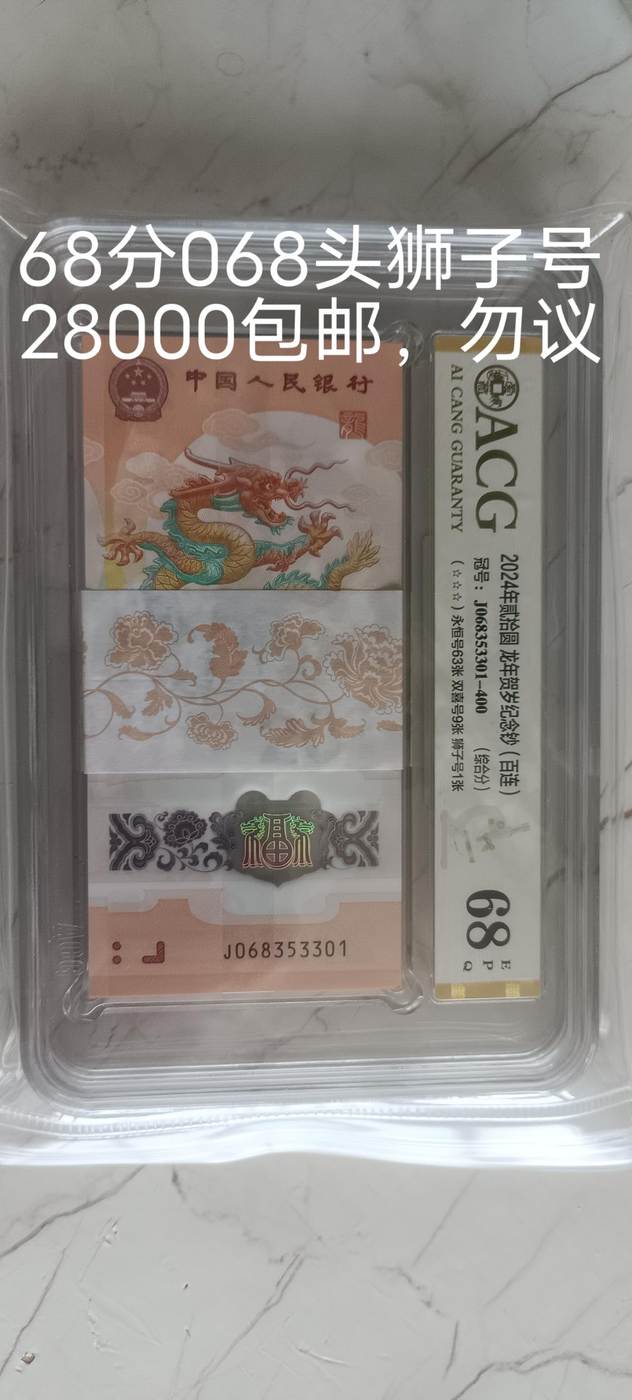 68分068头狮子号
28000包邮，勿议
中国人民银行
J068353301
ACG
AI CANG GUARANTY
2024年贰拾圆 龙年贺岁纪念钞（百连）
冠号：J068353301-400 （综合分）
（☆☆☆）永恒号63张 双喜号9张 狮子号1张
68
QPE